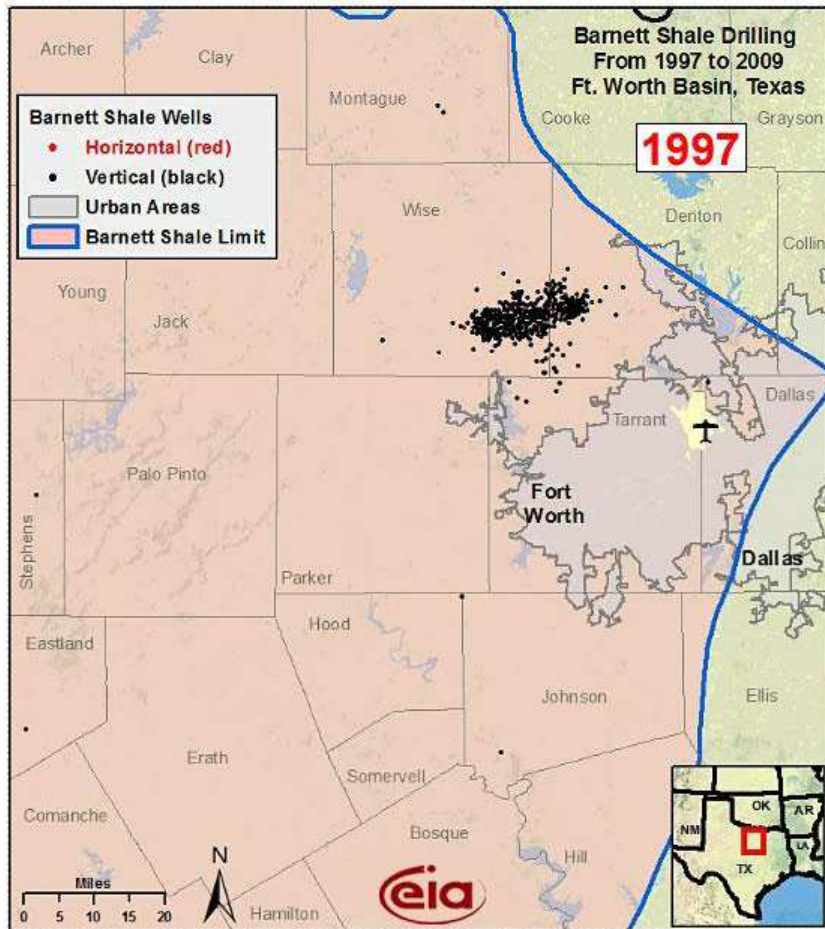 Barnett Shale Drilling
From 1997 to 2009
Ft. Worth Basin, Texas
1997
Barnett Shale Wells
Horizontal (red)
Vertical (black)
Urban Areas
Barnett Shale Limit
Archer
Clay
Montague
Cooke
Grayson
Wise
Denton
Collin
Young
Jack
Tarrant
Dallas
Palo Pinto
Fort
Worth
Stephens
Parker
Dallas
Hood
Eastland
Johnson
Ellis
Erath
Somervell
Comanche
Bosque
Hill
Hamilton
N
Miles
0 5 10 15 20
eia
OK
AR
NM
LA
TX